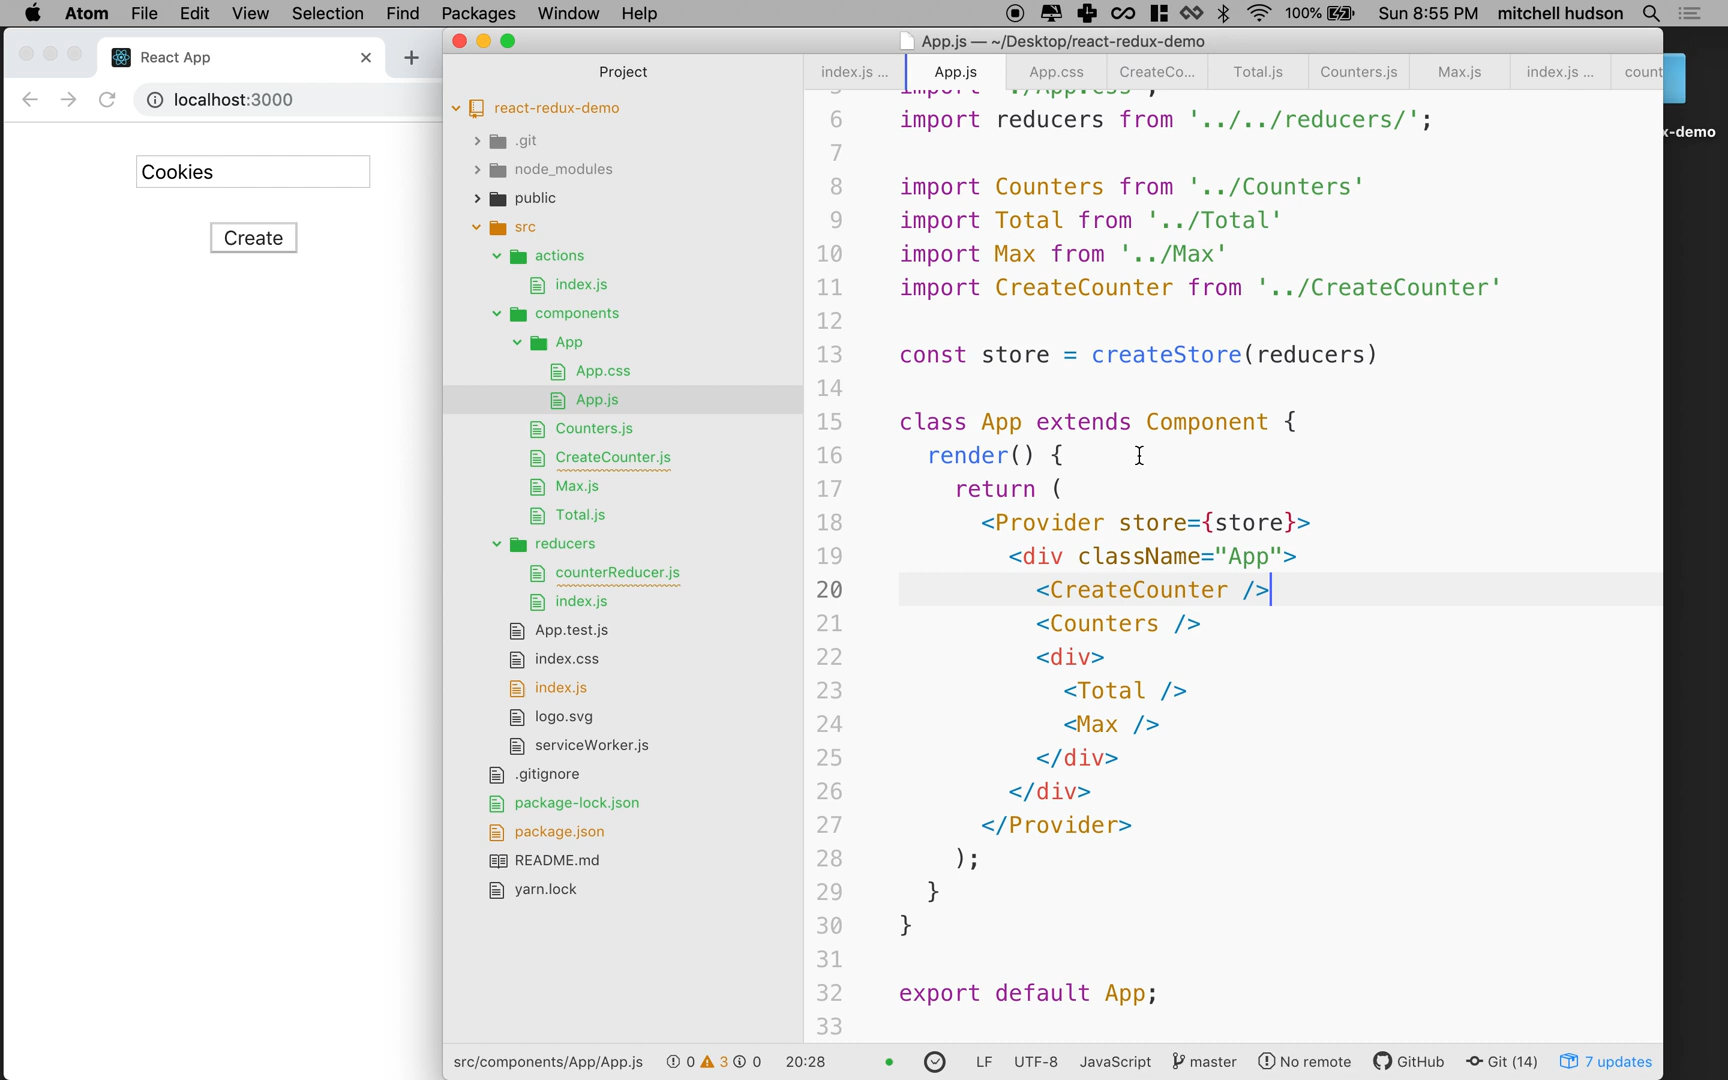 Atom File Edit View Selection Find Packages Window Help 100% Sun 8:55 PM mitchell hudson
React App
localhost:3000
Cookies
Create
App.js — ~/Desktop/react-redux-demo
Project
index.js ... App.js App.css CreateCo... Total.js Counters.js Max.js index.js ... count
x-demo
react-redux-demo
.git
node_modules
public
src
actions
index.js
components
App
App.css
App.js
Counters.js
CreateCounter.js
Max.js
Total.js
reducers
counterReducer.js
index.js
App.test.js
index.css
index.js
logo.svg
serviceWorker.js
.gitignore
package-lock.json
package.json
README.md
yarn.lock
5 import './App.css';
6 import reducers from '../../reducers/';
7
8 import Counters from '../Counters'
9 import Total from '../Total'
10 import Max from '../Max'
11 import CreateCounter from '../CreateCounter'
12
13 const store = createStore(reducers)
14
15 class App extends Component {
16 render() {
17 return (
18 <Provider store={store}>
19 <div className="App">
20 <CreateCounter />
21 <Counters />
22 <div>
23 <Total />
24 <Max />
25 </div>
26 </div>
27 </Provider>
28 );
29 }
30 }
31
32 export default App;
33
src/components/App/App.js 0 3 0 20:28 LF UTF-8 JavaScript master No remote GitHub Git (14) 7 updates